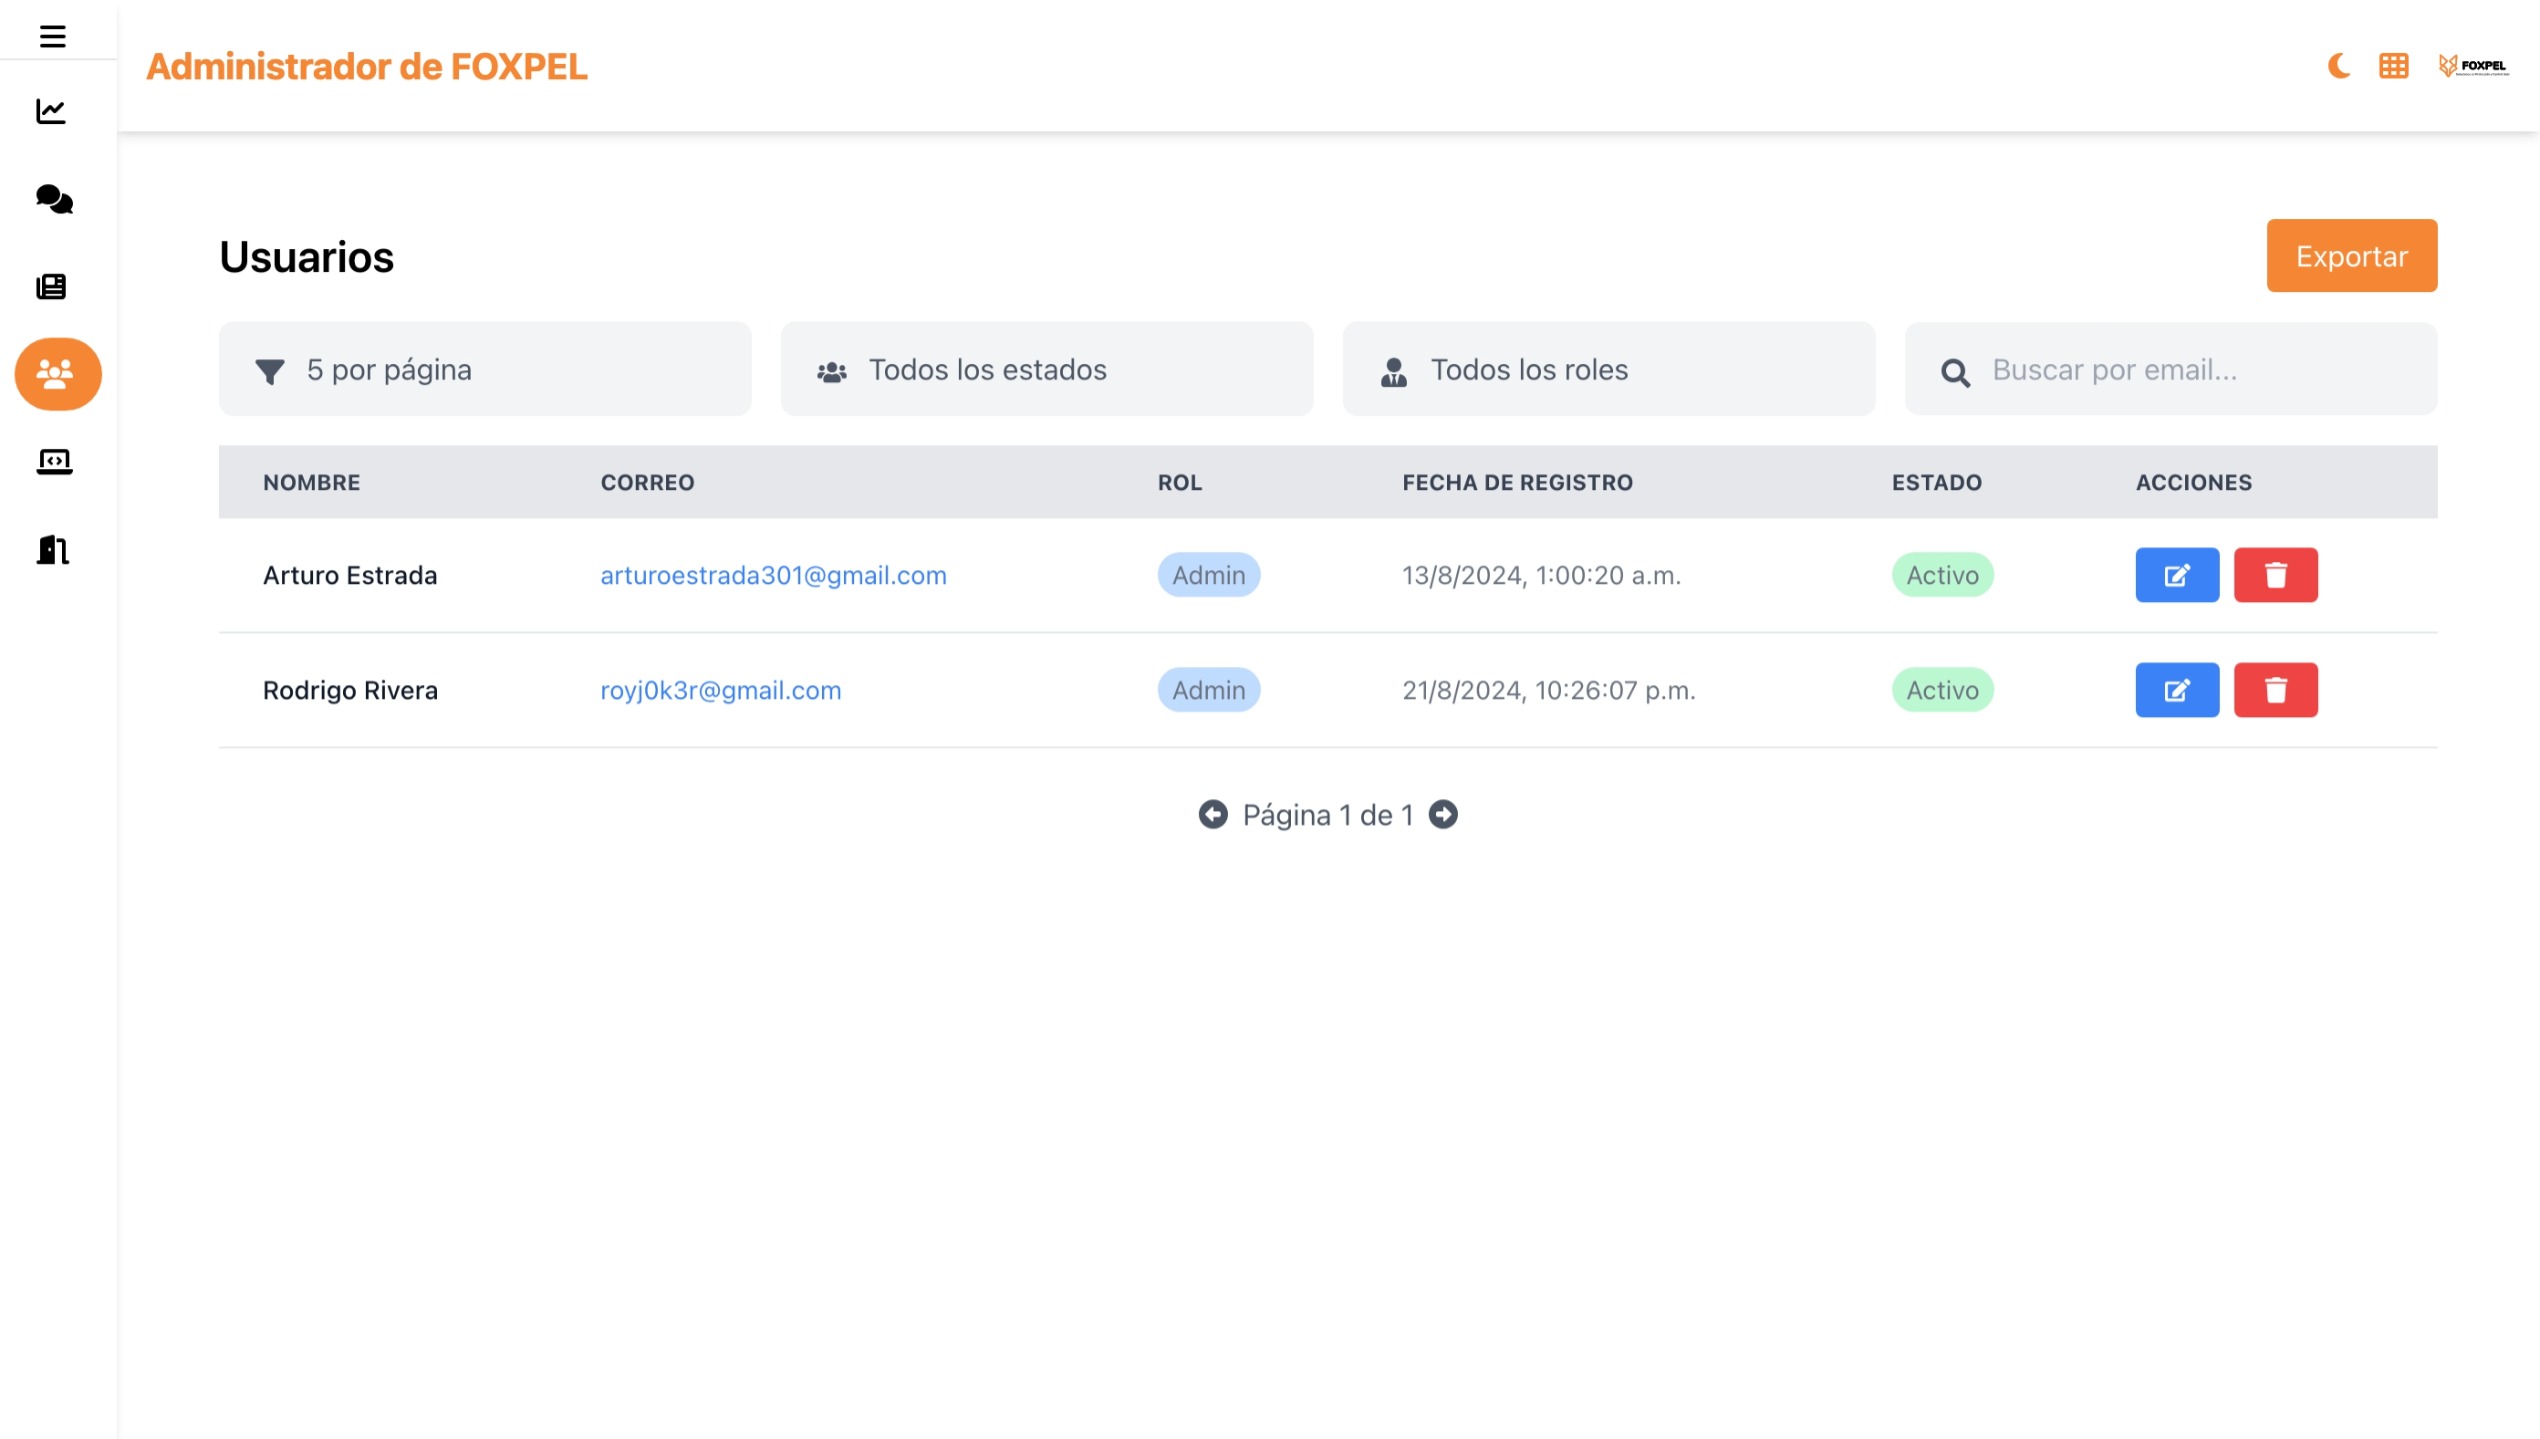 Administrador de FOXPEL
FOXPEL
Usuarios
Exportar
5 por página
Todos los estados
Todos los roles
Buscar por email...
NOMBRE CORREO ROL FECHA DE REGISTRO ESTADO ACCIONES
Arturo Estrada arturoestrada301@gmail.com Admin 13/8/2024, 1:00:20 a.m. Activo
Rodrigo Rivera royj0k3r@gmail.com Admin 21/8/2024, 10:26:07 p.m. Activo
Página 1 de 1